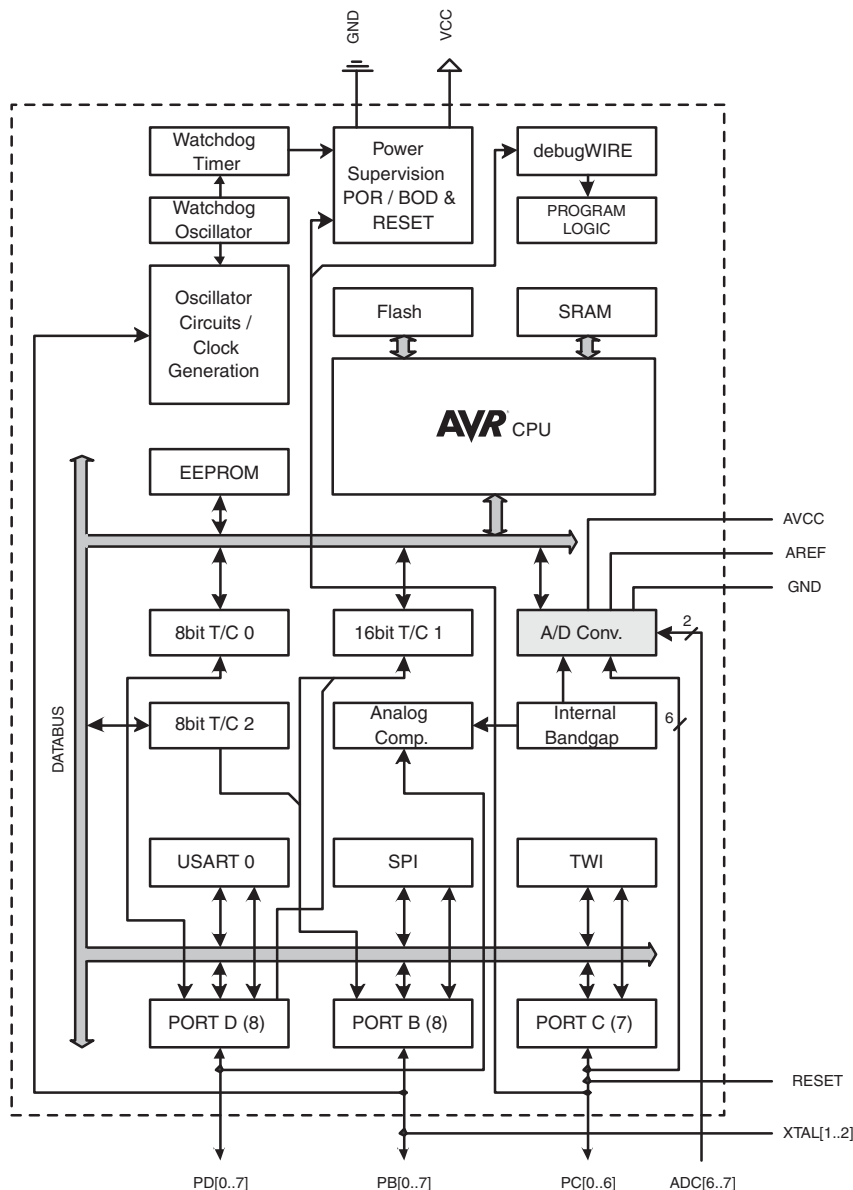 GND
VCC
Watchdog
Timer
Power
Supervision
POR / BOD &
RESET
debugWIRE
Watchdog
Oscillator
PROGRAM
LOGIC
Oscillator
Circuits /
Clock
Generation
Flash
SRAM
AVR CPU
EEPROM
AVCC
AREF
GND
8bit T/C 0
16bit T/C 1
A/D Conv.
2
DATABUS
8bit T/C 2
Analog
Comp.
Internal
Bandgap
6
USART 0
SPI
TWI
PORT D (8)
PORT B (8)
PORT C (7)
RESET
XTAL[1..2]
PD[0..7]
PB[0..7]
PC[0..6]
ADC[6..7]